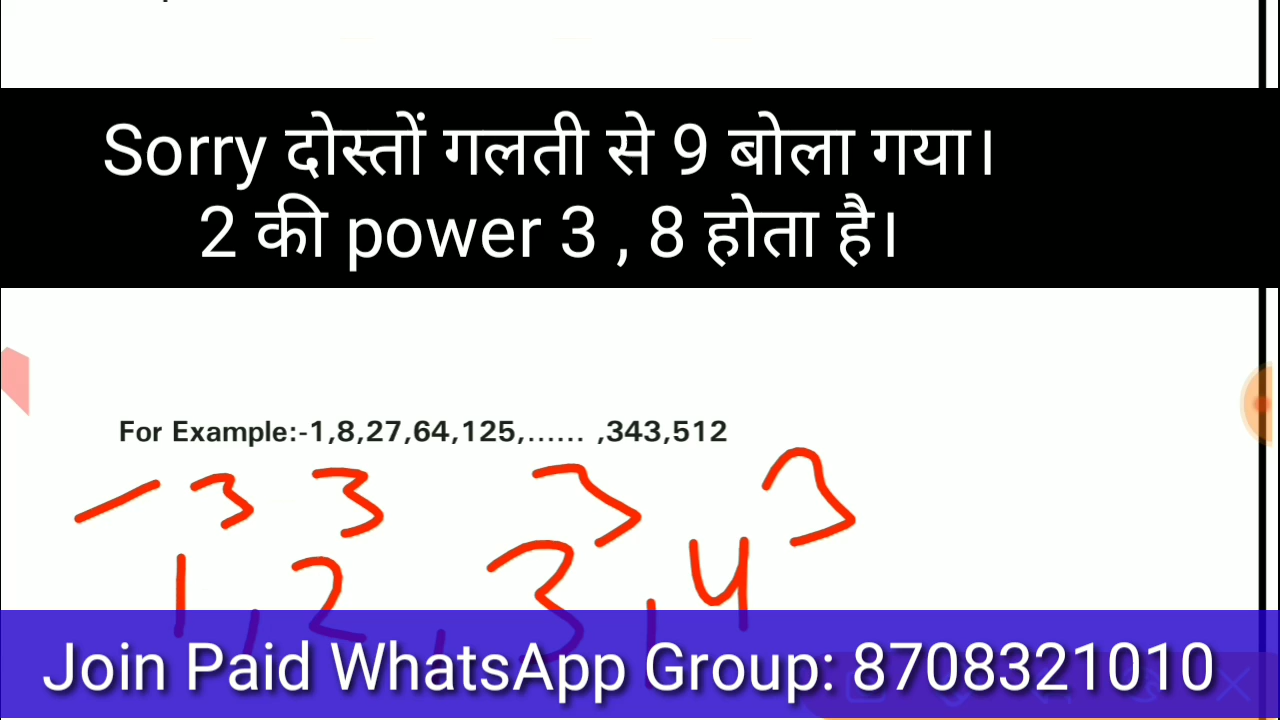 Sorry दोस्तों गलती से 9 बोला गया।
2 की power 3 , 8 होता है।
For Example:-1,8,27,64,125,...... ,343,512
3 3 3 3
1 , 2 , 3 , 4
Join Paid WhatsApp Group: 8708321010